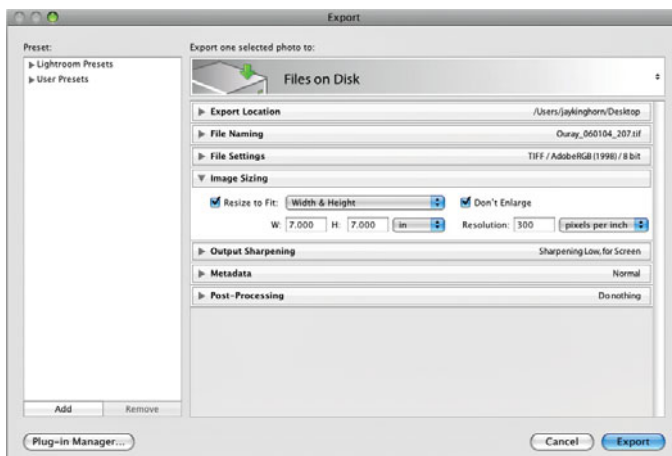 Export
Preset:
Lightroom Presets
User Presets
Add
Remove
Export one selected photo to:
Files on Disk
Export Location /Users/jaykinghorn/Desktop
File Naming Ouray_060104_207.tif
File Settings TIFF / AdobeRGB (1998) / 8 bit
Image Sizing
Resize to Fit: Width & Height Don't Enlarge
W: 7.000 H: 7.000 in Resolution: 300 pixels per inch
Output Sharpening Sharpening Low, for Screen
Metadata Normal
Post-Processing Do nothing
Plug-in Manager... Cancel Export